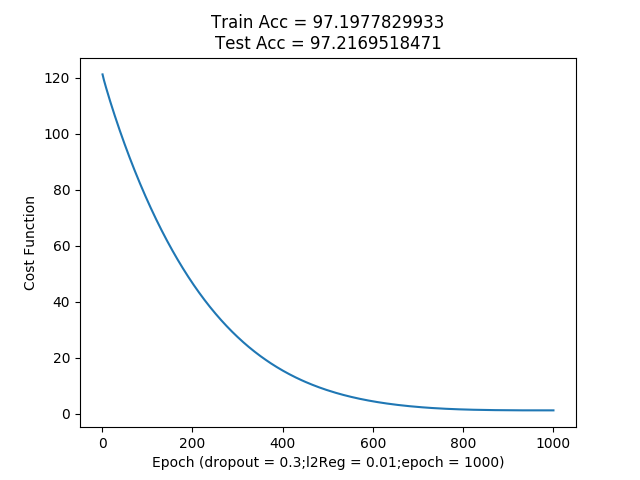 Train Acc = 97.1977829933
Test Acc = 97.2169518471
120
100
80
60
40
20
0
Cost Function
0 200 400 600 800 1000
Epoch (dropout = 0.3;l2Reg = 0.01;epoch = 1000)